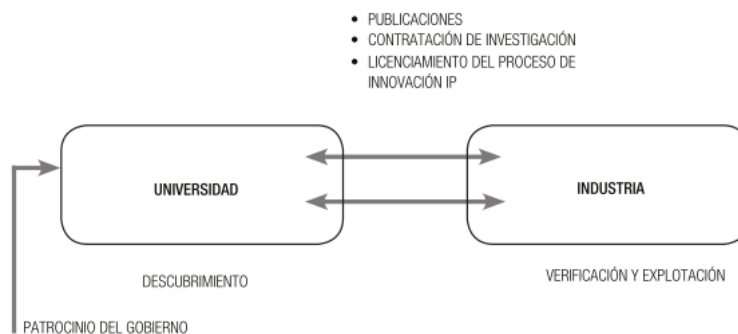 • PUBLICACIONES
• CONTRATACIÓN DE INVESTIGACIÓN
• LICENCIAMIENTO DEL PROCESO DE
INNOVACIÓN IP
UNIVERSIDAD
INDUSTRIA
DESCUBRIMIENTO
VERIFICACIÓN Y EXPLOTACIÓN
PATROCINIO DEL GOBIERNO